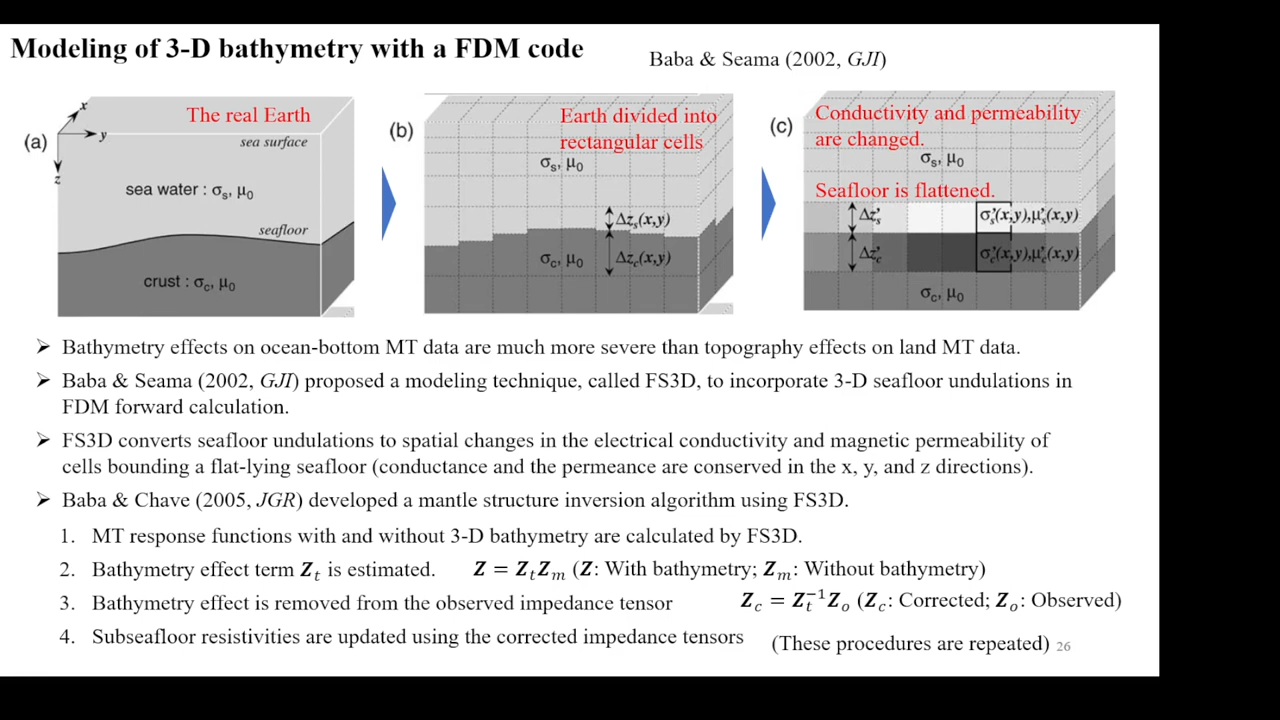 Modeling of 3-D bathymetry with a FDM code
Baba & Seama (2002, GJI)
(a)
x
y
z
The real Earth
sea surface
sea water : σs, μ0
seafloor
crust : σc, μ0
(b)
Earth divided into
rectangular cells
σs, μ0
Δzs(x,y)
σc, μ0
Δzc(x,y)
(c)
Conductivity and permeability
are changed.
σs, μ0
Seafloor is flattened.
Δz's
σ's(x,y),μ's(x,y)
Δz'c
σ'c(x,y),μ'c(x,y)
σc, μ0
➤ Bathymetry effects on ocean-bottom MT data are much more severe than topography effects on land MT data.
➤ Baba & Seama (2002, GJI) proposed a modeling technique, called FS3D, to incorporate 3-D seafloor undulations in
FDM forward calculation.
➤ FS3D converts seafloor undulations to spatial changes in the electrical conductivity and magnetic permeability of
cells bounding a flat-lying seafloor (conductance and the permeance are conserved in the x, y, and z directions).
➤ Baba & Chave (2005, JGR) developed a mantle structure inversion algorithm using FS3D.
1. MT response functions with and without 3-D bathymetry are calculated by FS3D.
2. Bathymetry effect term Zt is estimated. Z = ZtZm (Z: With bathymetry; Zm: Without bathymetry)
3. Bathymetry effect is removed from the observed impedance tensor Zc = Zt⁻¹Zo (Zc: Corrected; Zo: Observed)
4. Subseafloor resistivities are updated using the corrected impedance tensors (These procedures are repeated) 26